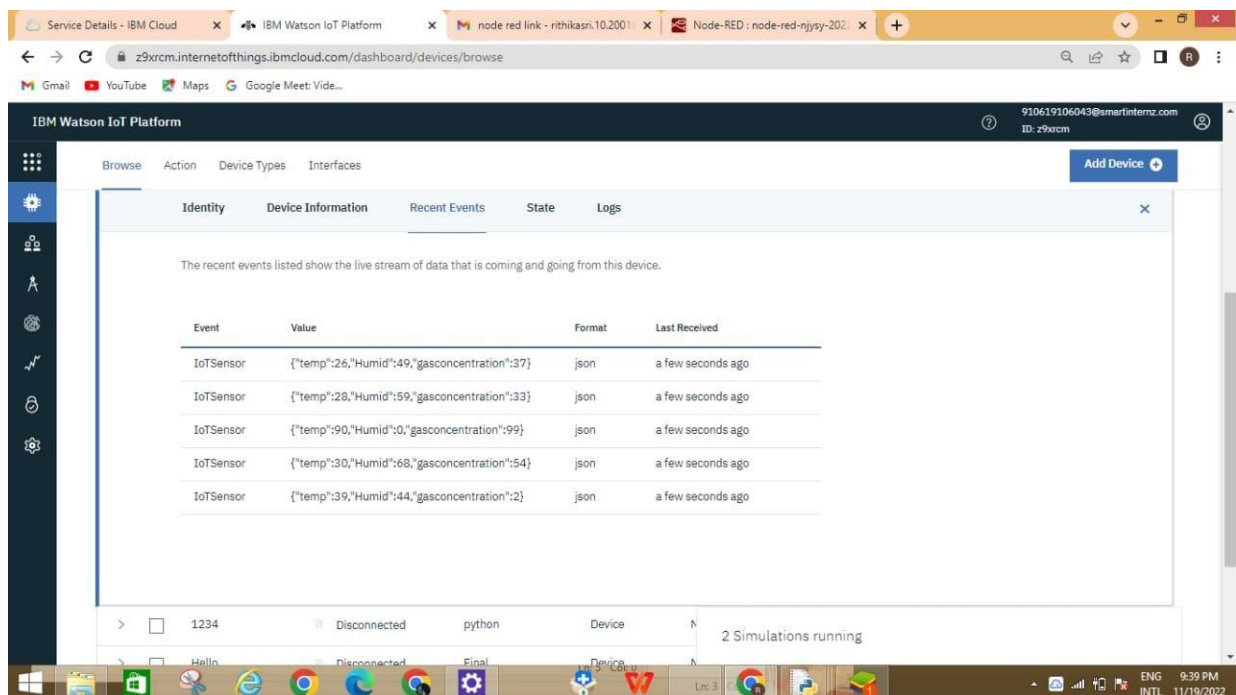 Service Details - IBM Cloud
IBM Watson IoT Platform
node red link - rithikasri.10.2001
Node-RED : node-red-njysy-202
z9xrcm.internetofthings.ibmcloud.com/dashboard/devices/browse
R
Gmail YouTube Maps Google Meet: Vide...
IBM Watson IoT Platform
910619106043@smartinternz.com
ID: z9xrcm
Browse Action Device Types Interfaces
Add Device
Identity Device Information Recent Events State Logs
The recent events listed show the live stream of data that is coming and going from this device.
Event Value Format Last Received
IoTSensor {"temp":26,"Humid":49,"gasconcentration":37} json a few seconds ago
IoTSensor {"temp":28,"Humid":59,"gasconcentration":33} json a few seconds ago
IoTSensor {"temp":90,"Humid":0,"gasconcentration":99} json a few seconds ago
IoTSensor {"temp":30,"Humid":68,"gasconcentration":54} json a few seconds ago
IoTSensor {"temp":39,"Humid":44,"gasconcentration":2} json a few seconds ago
1234 Disconnected python Device N
2 Simulations running
Hello Disconnected Final Device N
Ln: 3
ENG 9:39 PM
INTL 11/19/2022